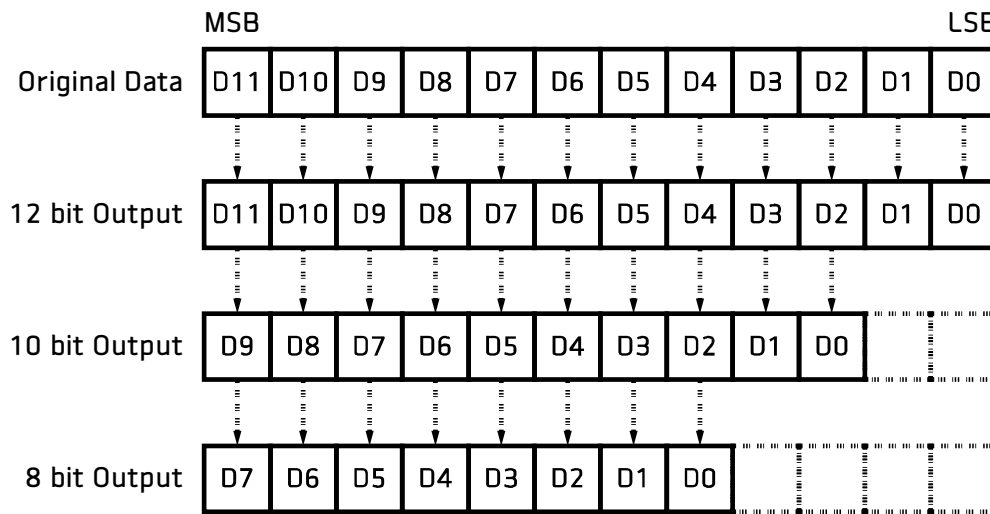 MSB LSB
Original Data D11 D10 D9 D8 D7 D6 D5 D4 D3 D2 D1 D0
12 bit Output D11 D10 D9 D8 D7 D6 D5 D4 D3 D2 D1 D0
10 bit Output D9 D8 D7 D6 D5 D4 D3 D2 D1 D0
8 bit Output D7 D6 D5 D4 D3 D2 D1 D0